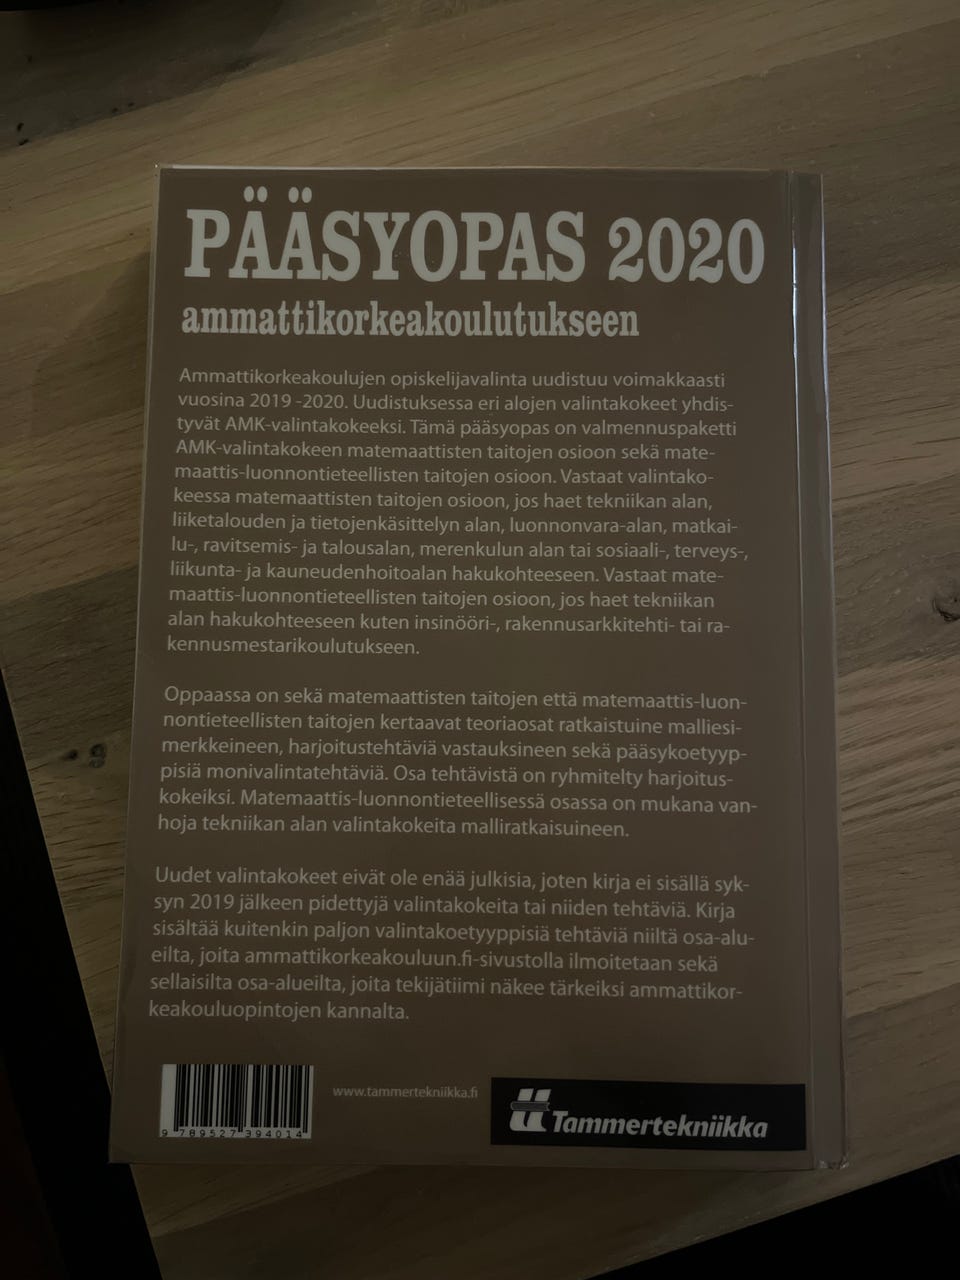 PÄÄSYOPAS 2020
ammattikorkeakoulutukseen
Ammattikorkeakoulujen opiskelijavalinta uudistuu voimakkaasti
vuosina 2019 -2020. Uudistuksessa eri alojen valintakokeet yhdis-
tyvät AMK-valintakokeeksi. Tämä pääsyopas on valmennuspaketti
AMK-valintakokeen matemaattisten taitojen osioon sekä mate-
maattis-luonnontieteellisten taitojen osioon. Vastaat valintako-
keessa matemaattisten taitojen osioon, jos haet tekniikan alan,
liiketalouden ja tietojenkäsittelyn alan, luonnonvara-alan, matkai-
lu-, ravitsemis- ja talousalan, merenkulun alan tai sosiaali-, terveys-,
liikunta- ja kauneudenhoitoalan hakukohteeseen. Vastaat mate-
maattis-luonnontieteellisten taitojen osioon, jos haet tekniikan
alan hakukohteeseen kuten insinööri-, rakennusarkkitehti- tai ra-
kennusmestarikoulutukseen.
Oppaassa on sekä matemaattisten taitojen että matemaattis-luon-
nontieteellisten taitojen kertaavat teoriaosat ratkaistuine malliesi-
merkkeineen, harjoitustehtäviä vastauksineen sekä pääsykoetyyp-
pisiä monivalintatehtäviä. Osa tehtävistä on ryhmitelty harjoitus-
kokeiksi. Matemaattis-luonnontieteellisessä osassa on mukana van-
hoja tekniikan alan valintakokeita malliratkaisuineen.
Uudet valintakokeet eivät ole enää julkisia, joten kirja ei sisällä syk-
syn 2019 jälkeen pidettyjä valintakokeita tai niiden tehtäviä. Kirja
sisältää kuitenkin paljon valintakoetyyppisiä tehtäviä niiltä osa-alu-
eilta, joita ammattikorkeakouluun.fi-sivustolla ilmoitetaan sekä
sellaisilta osa-alueilta, joita tekijätiimi näkee tärkeiksi ammattikor-
keakouluopintojen kannalta.
www.tammertekniikka.fi
Tammertekniikka
9 789527 394014